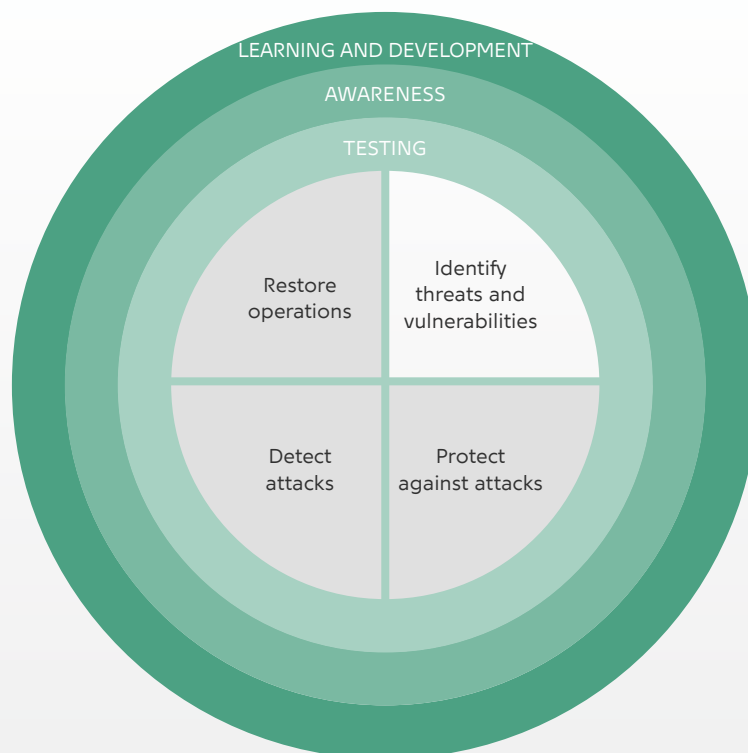 LEARNING AND DEVELOPMENT
AWARENESS
TESTING
Restore
operations
Identify
threats and
vulnerabilities
Detect
attacks
Protect
against attacks